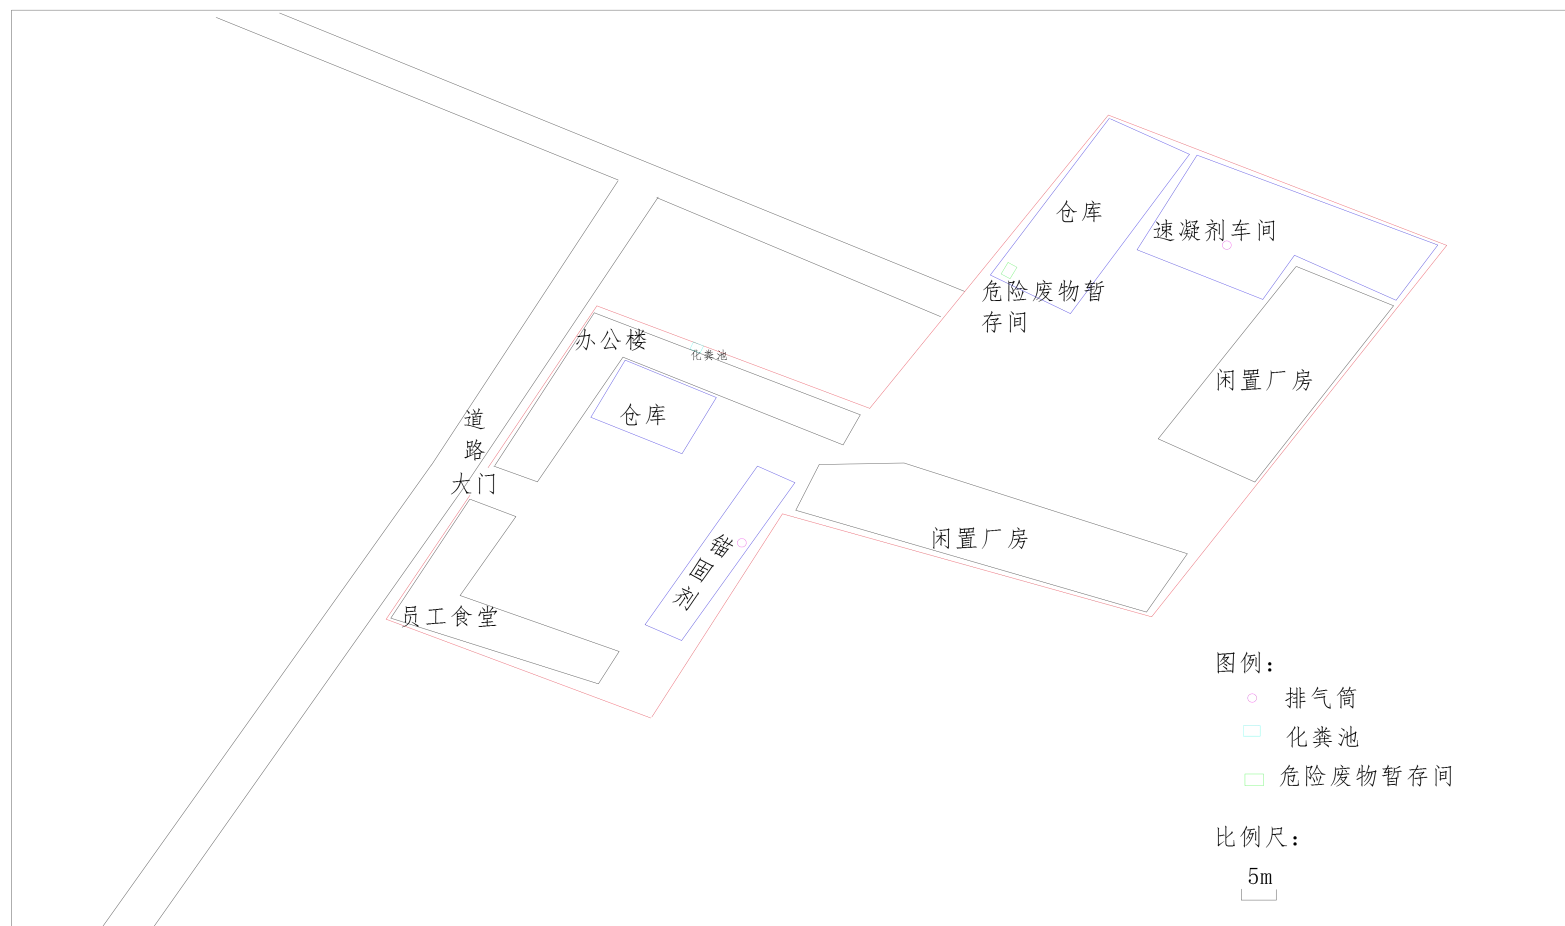 仓库
速凝剂车间
危险废物暂
存间
办公楼
化粪池
闲置厂房
仓库
道
路
大门
闲置厂房
锚
固
剂
员工食堂
图例：
排气筒
化粪池
危险废物暂存间
比例尺：
5m